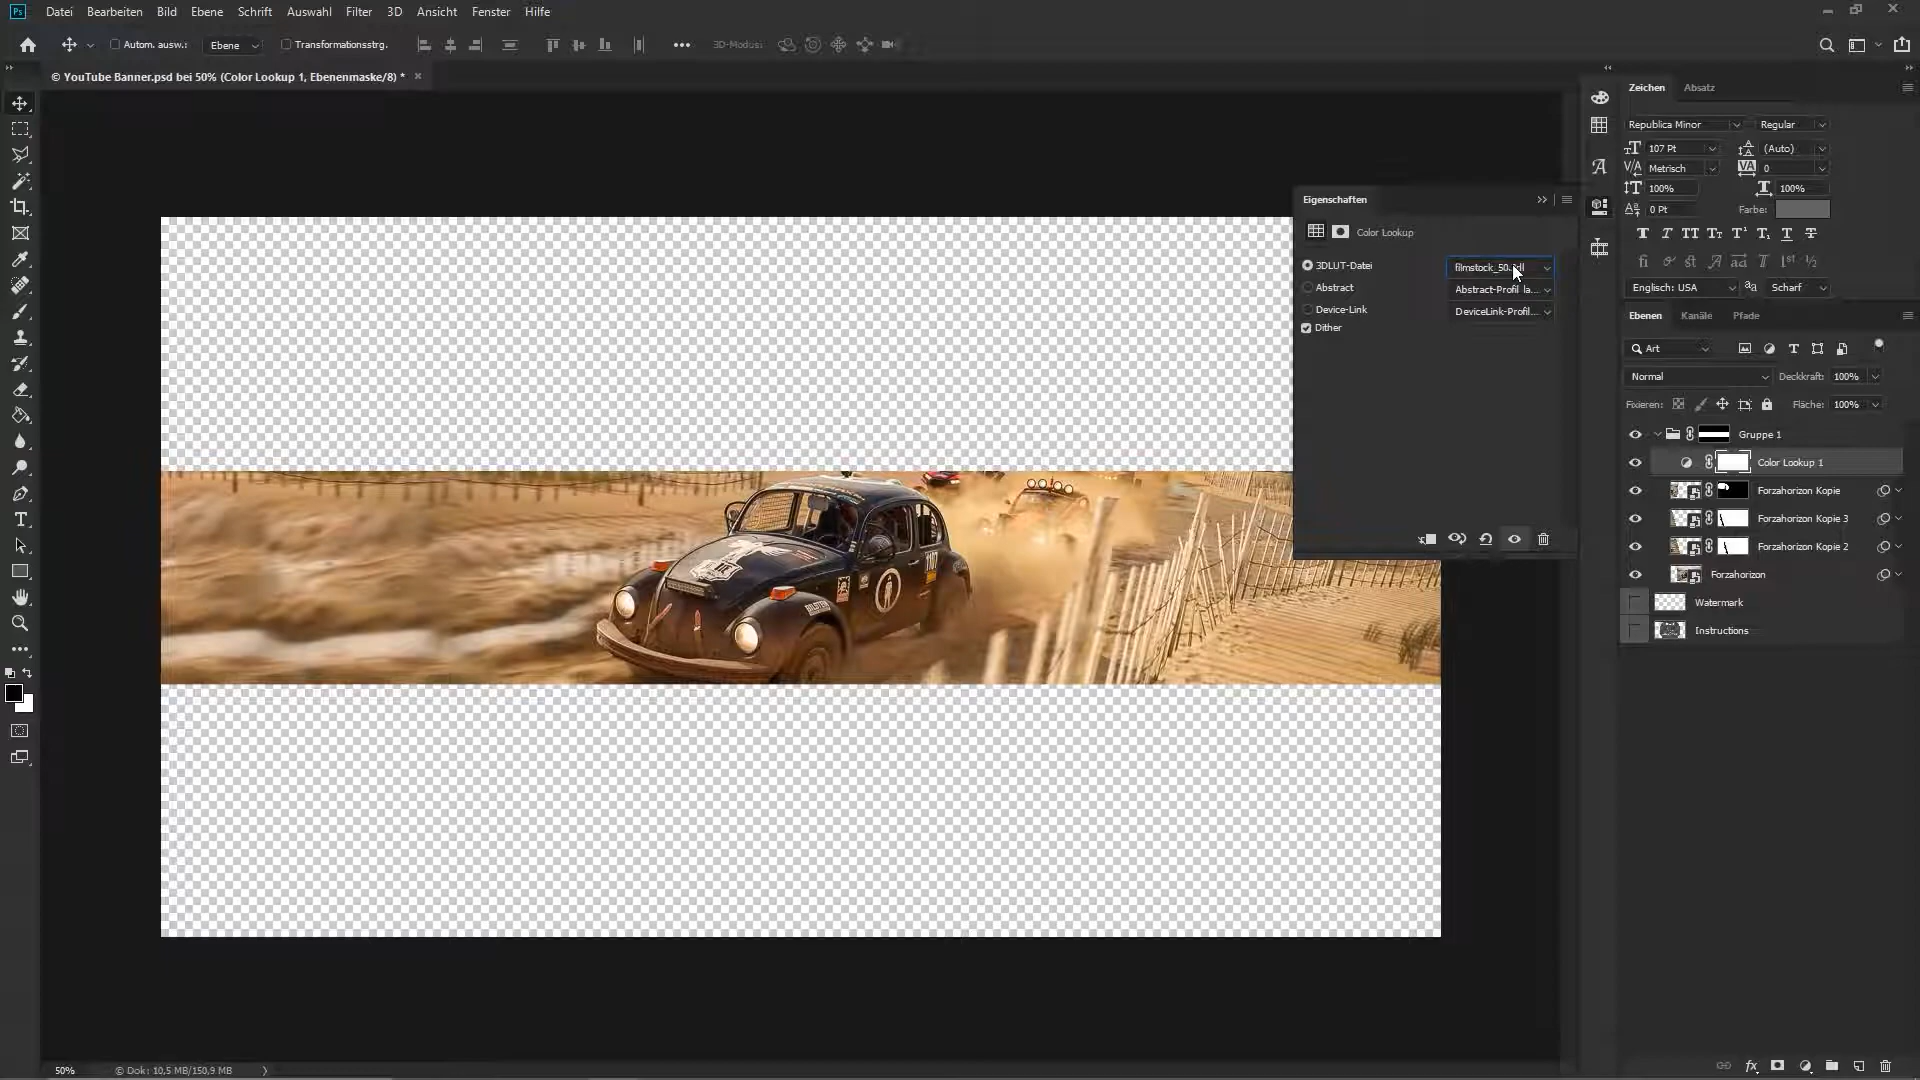 Ps Datei Bearbeiten Bild Ebene Schrift Auswahl Filter 3D Ansicht Fenster Hilfe
Autom. ausw.: Ebene Transformationsstrg. 3D-Modus:
© YouTube Banner.psd bei 50% (Color Lookup 1, Ebenenmaske/8) *
Zeichen Absatz
Republica Minor Regular
107 Pt (Auto)
Metrisch 0
100% 100%
0 Pt Farbe:
Englisch: USA Scharf
Eigenschaften
Color Lookup
3DLUT-Datei
Abstract Abstract-Profil la...
Device-Link DeviceLink-Profil...
Dither
Ebenen Kanäle Pfade
Art
Normal Deckkraft: 100%
Fixieren: Fläche: 100%
Gruppe 1
Color Lookup 1
Forzahorizon Kopie
Forzahorizon Kopie 3
Forzahorizon Kopie 2
Forzahorizon
Watermark
Instructions
1107
50% © Dok: 10,5 MB/150,9 MB